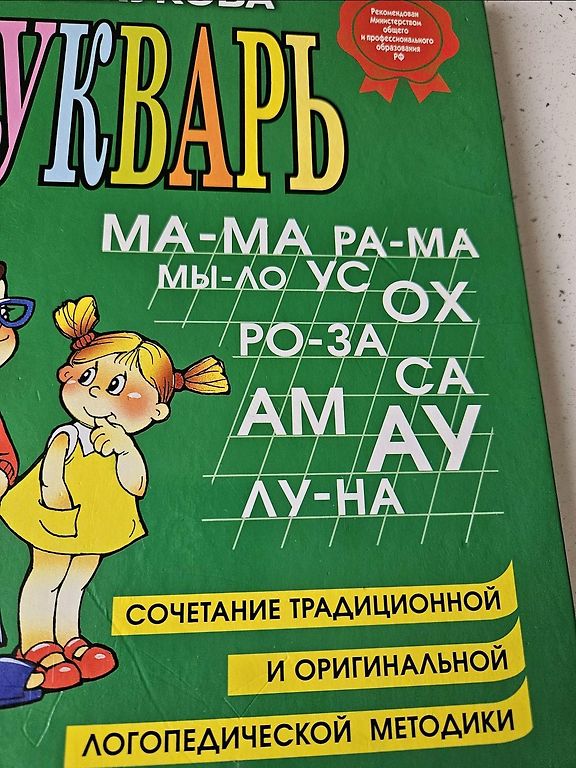 Рекомендован
Министерством
общего
и профессионального
образования
РФ
УКВАРЬ
МА-МА РА-МА
МЫ-ЛО УС
ОХ
РО-ЗА
СА
АМ
АУ
ЛУ-НА
СОЧЕТАНИЕ ТРАДИЦИОННОЙ
И ОРИГИНАЛЬНОЙ
ЛОГОПЕДИЧЕСКОЙ МЕТОДИКИ